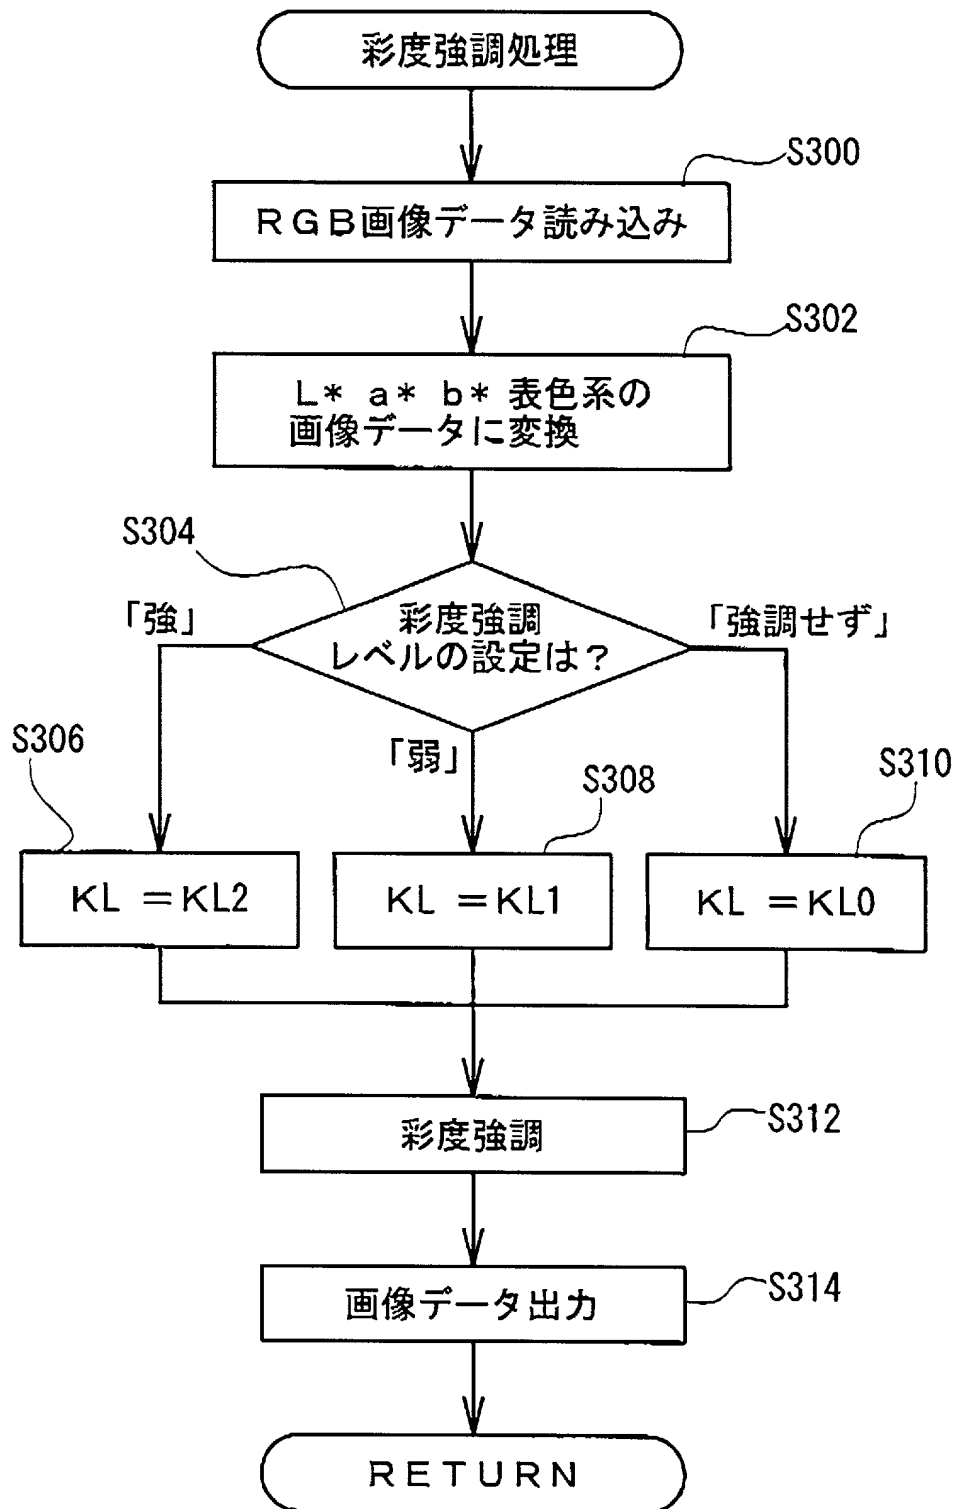 彩度強調処理
S300
RGB画像データ読み込み
S302
L* a* b* 表色系の
画像データに変換
S304
「強」
彩度強調
レベルの設定は?
「強調せず」
「弱」
S306
S308
S310
KL =KL2
KL =KL1
KL =KL0
彩度強調
S312
画像データ出力
S314
RETURN